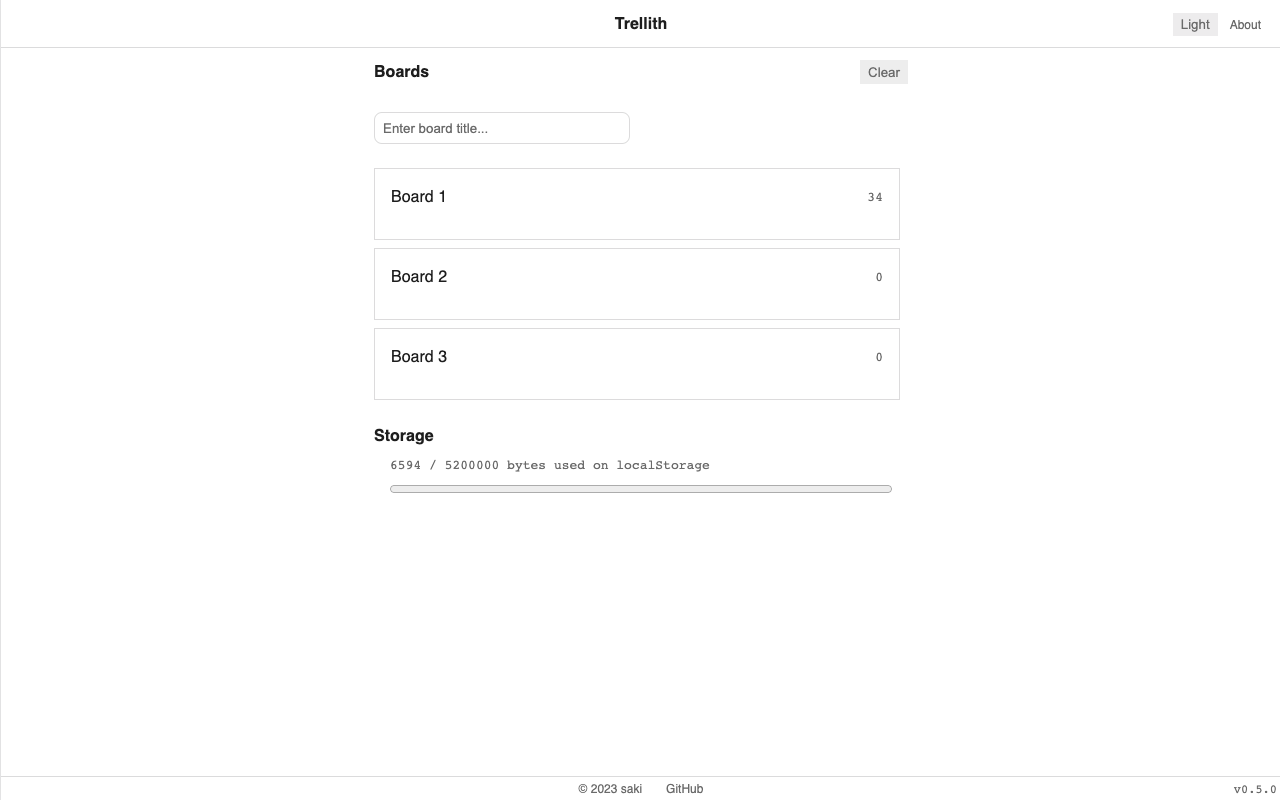 Trellith
Light
About
Boards
Clear
Enter board title...
Board 1
34
Board 2
0
Board 3
0
Storage
6594 / 5200000 bytes used on localStorage
© 2023 saki
GitHub
v0.5.0